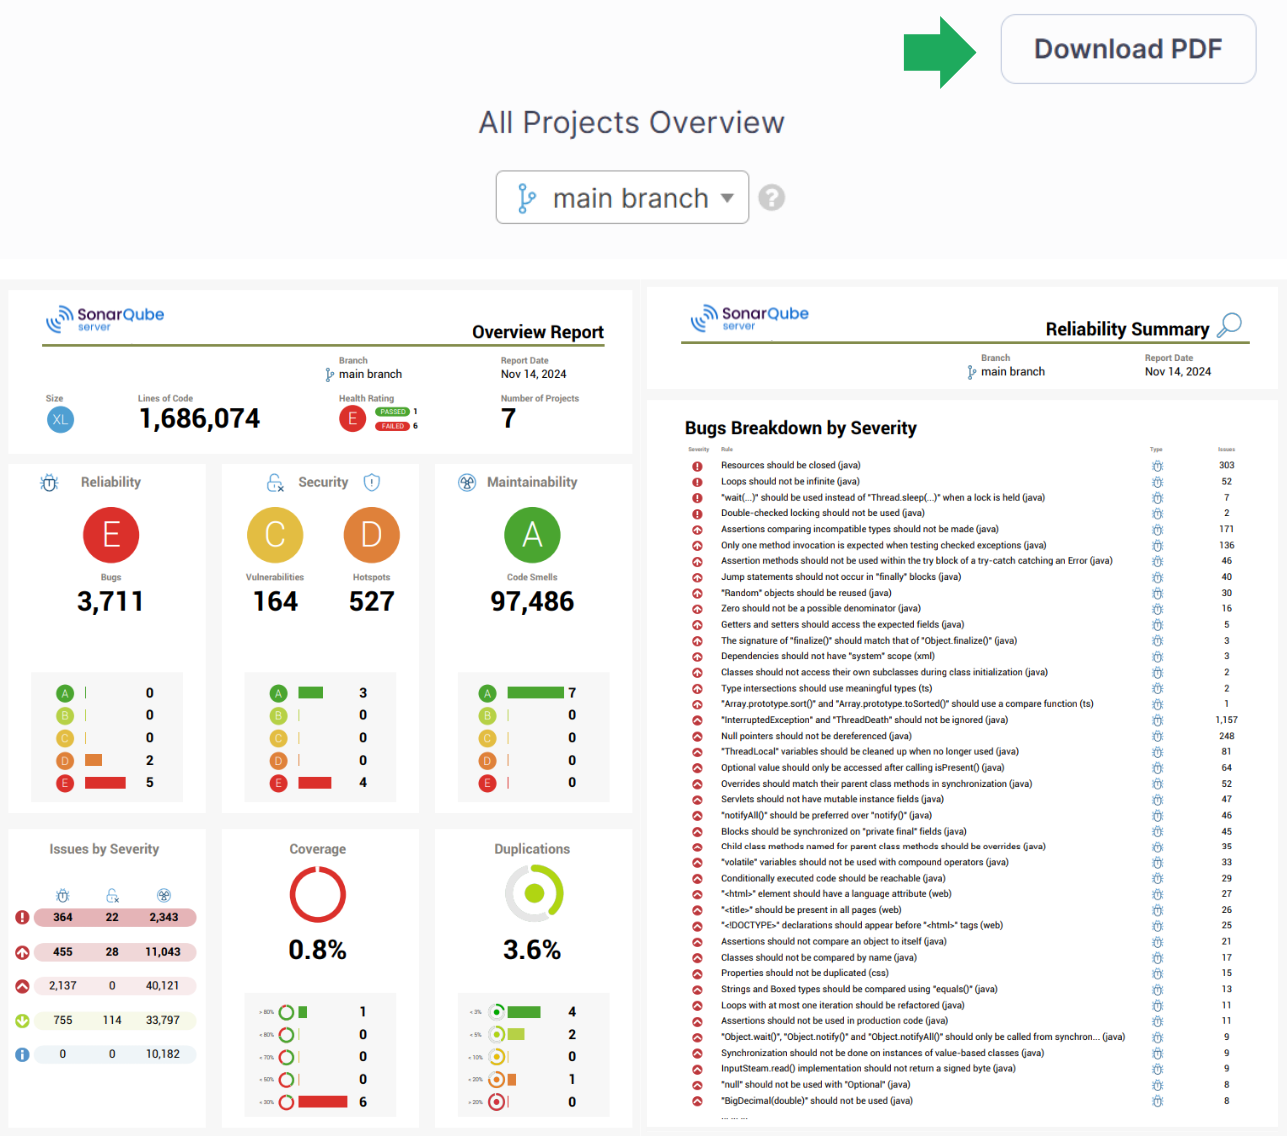 Download PDF
All Projects Overview
main branch
?
SonarQube
server
Overview Report
Branch
main branch
Report Date
Nov 14, 2024
Size
XL
Lines of Code
1,686,074
Health Rating
E
PASSED 1
FAILED 6
Number of Projects
7
Reliability
E
Bugs
3,711
A 0
B 0
C 0
D 2
E 5
Security
C D
Vulnerabilities Hotspots
164 527
A 3
B 0
C 0
D 0
E 4
Maintainability
A
Code Smells
97,486
A 7
B 0
C 0
D 0
E 0
Issues by Severity
364 22 2,343
455 28 11,043
2,137 0 40,121
755 114 33,797
0 0 10,182
Coverage
0.8%
> 80% 1
< 80% 0
< 70% 0
< 50% 0
< 30% 6
Duplications
3.6%
< 3% 4
< 5% 2
< 10% 0
< 20% 1
> 20% 0
SonarQube
server
Reliability Summary
Branch
main branch
Report Date
Nov 14, 2024
Bugs Breakdown by Severity
Severity Rule Type Issues
Resources should be closed (java) 303
Loops should not be infinite (java) 52
"wait(...)" should be used instead of "Thread.sleep(...)" when a lock is held (java) 7
Double-checked locking should not be used (java) 2
Assertions comparing incompatible types should not be made (java) 171
Only one method invocation is expected when testing checked exceptions (java) 136
Assertion methods should not be used within the try block of a try-catch catching an Error (java) 46
Jump statements should not occur in "finally" blocks (java) 40
"Random" objects should be reused (java) 30
Zero should not be a possible denominator (java) 16
Getters and setters should access the expected fields (java) 5
The signature of "finalize()" should match that of "Object.finalize()" (java) 3
Dependencies should not have "system" scope (xml) 3
Classes should not access their own subclasses during class initialization (java) 2
Type intersections should use meaningful types (ts) 2
"Array.prototype.sort()" and "Array.prototype.toSorted()" should use a compare function (ts) 1
"InterruptedException" and "ThreadDeath" should not be ignored (java) 1,157
Null pointers should not be dereferenced (java) 248
"ThreadLocal" variables should be cleaned up when no longer used (java) 81
Optional value should only be accessed after calling isPresent() (java) 64
Overrides should match their parent class methods in synchronization (java) 52
Servlets should not have mutable instance fields (java) 47
"notifyAll()" should be preferred over "notify()" (java) 46
Blocks should be synchronized on "private final" fields (java) 45
Child class methods named for parent class methods should be overrides (java) 35
"volatile" variables should not be used with compound operators (java) 33
Conditionally executed code should be reachable (java) 29
"<html>" element should have a language attribute (web) 27
"<title>" should be present in all pages (web) 26
"<!DOCTYPE>" declarations should appear before "<html>" tags (web) 25
Assertions should not compare an object to itself (java) 21
Classes should not be compared by name (java) 17
Properties should not be duplicated (css) 15
Strings and Boxed types should be compared using "equals()" (java) 13
Loops with at most one iteration should be refactored (java) 11
Assertions should not be used in production code (java) 11
"Object.wait()", "Object.notify()" and "Object.notifyAll()" should only be called from synchron... (java) 9
Synchronization should not be done on instances of value-based classes (java) 9
InputSteam.read() implementation should not return a signed byte (java) 9
"null" should not be used with "Optional" (java) 8
"BigDecimal(double)" should not be used (java) 8
... ... ...